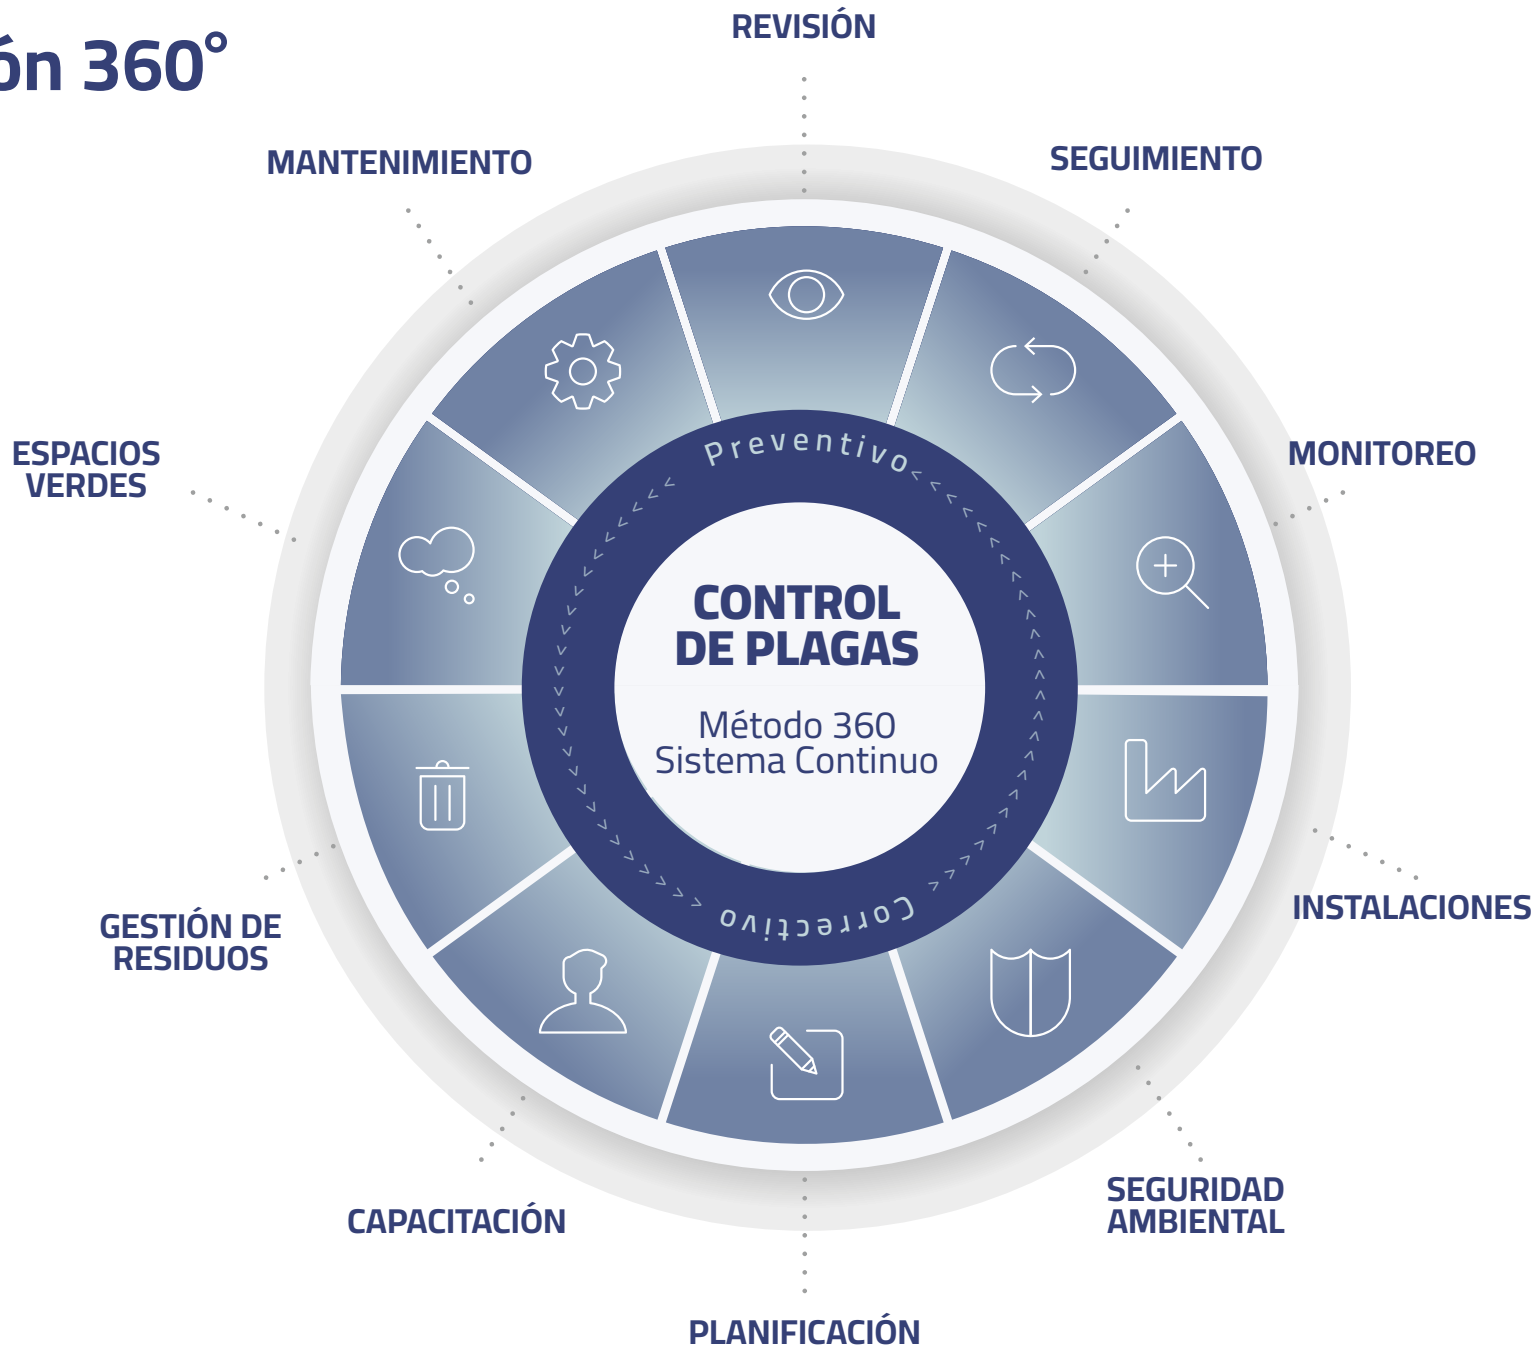 ón 360°
REVISIÓN
MANTENIMIENTO
SEGUIMIENTO
ESPACIOS
VERDES
MONITOREO
Preventivo
CONTROL
DE PLAGAS
Método 360
Sistema Continuo
Correctivo
GESTIÓN DE
RESIDUOS
INSTALACIONES
CAPACITACIÓN
SEGURIDAD
AMBIENTAL
PLANIFICACIÓN